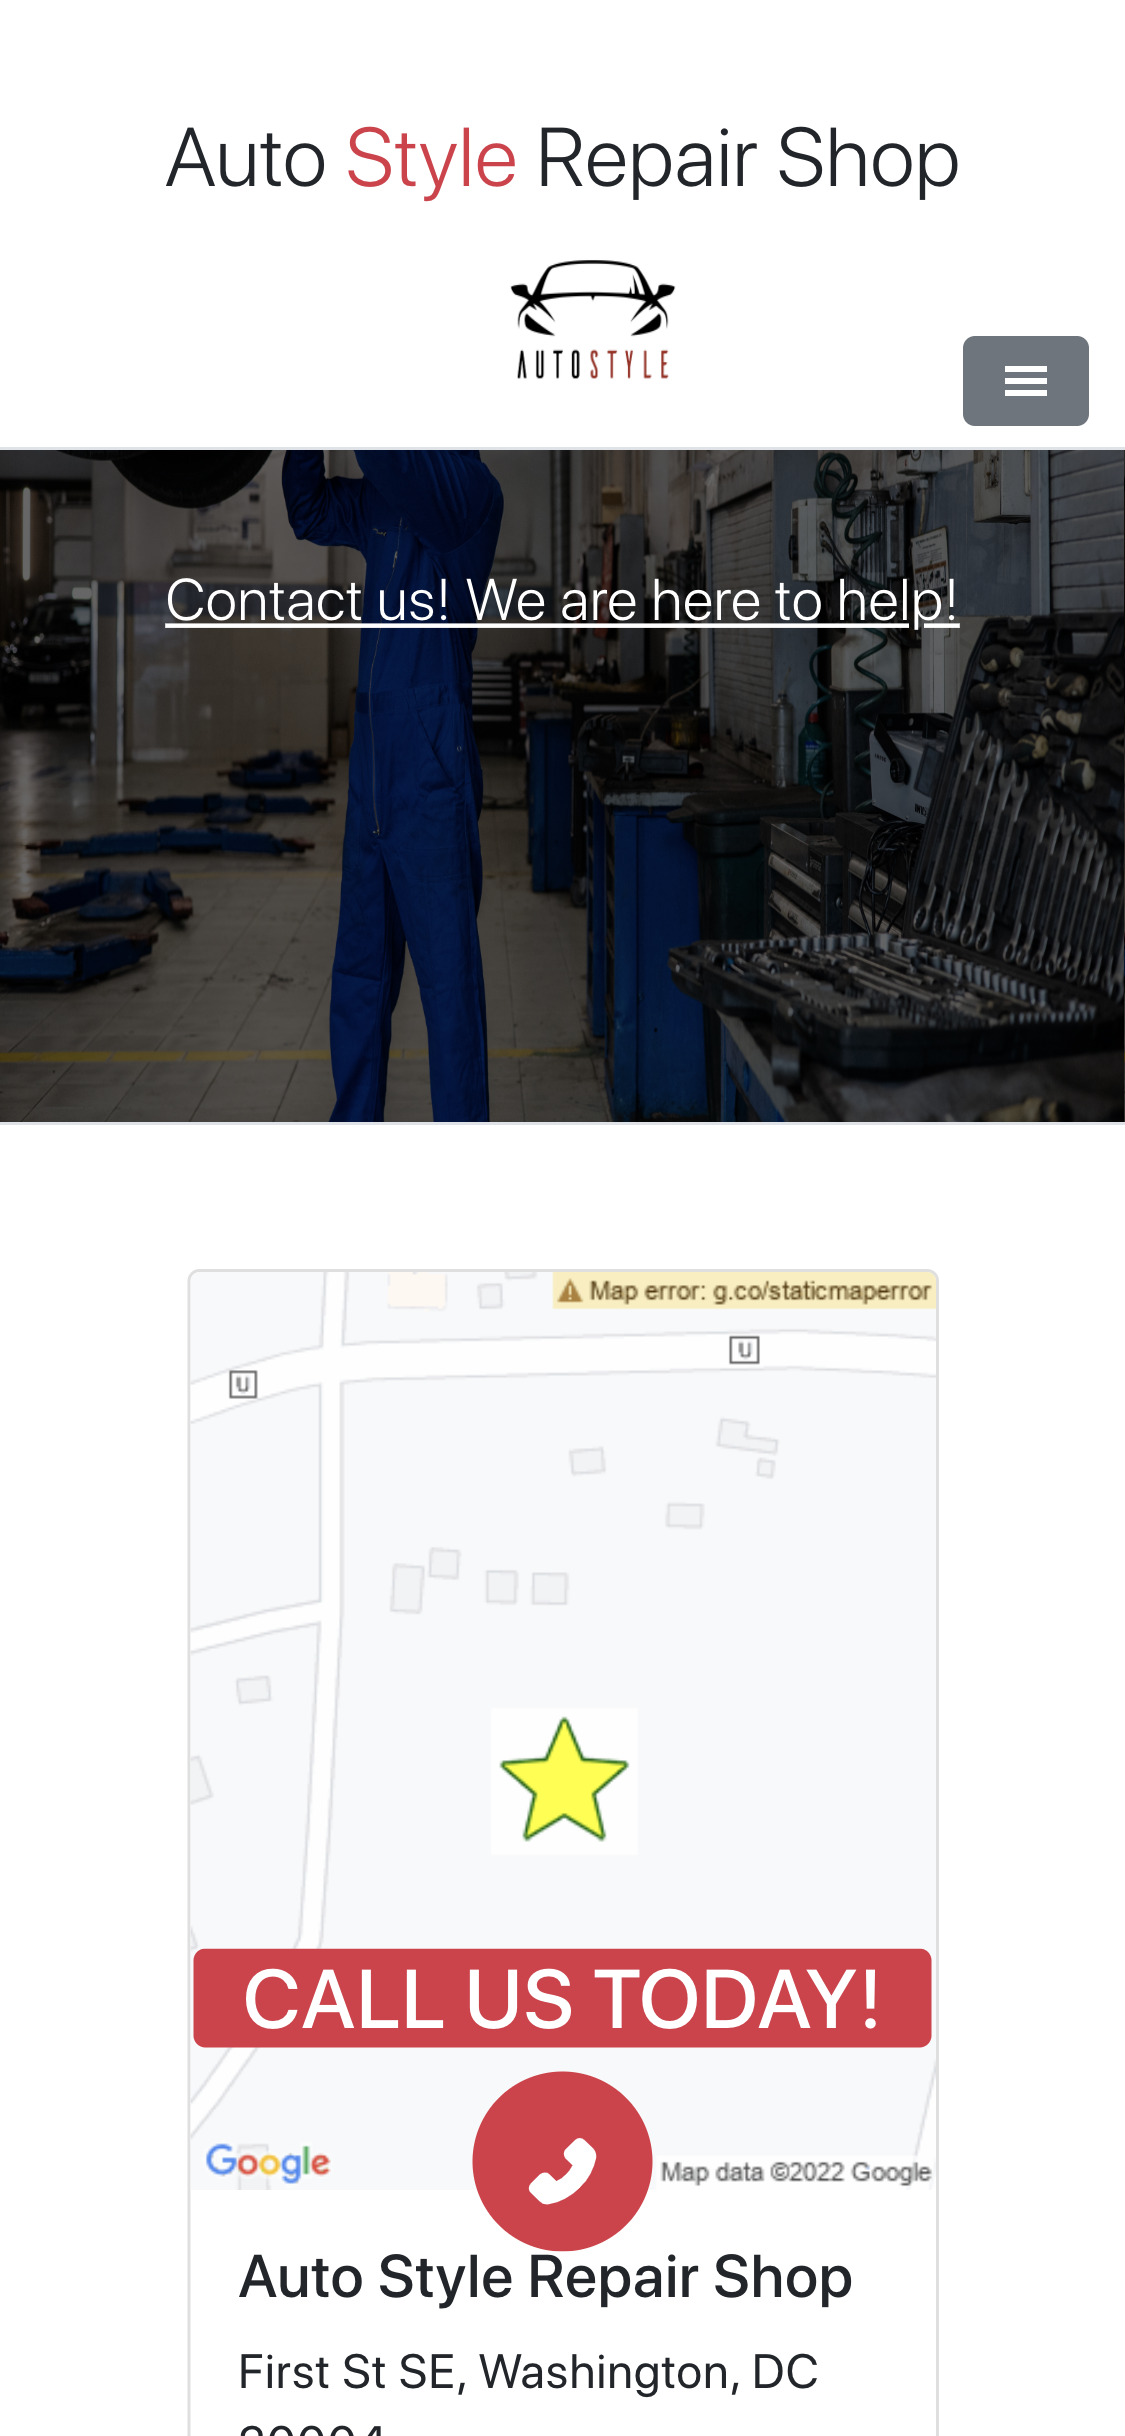 Auto Style Repair Shop
AUTOSTYLE
Contact us! We are here to help!
Map error: g.co/staticmaperror
U
U
CALL US TODAY!
Google
Map data ©2022 Google
Auto Style Repair Shop
First St SE, Washington, DC